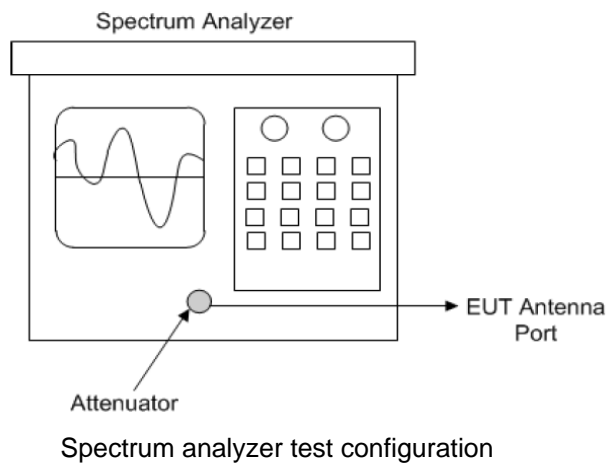 Spectrum Analyzer
EUT Antenna
Port
Attenuator
Spectrum analyzer test configuration